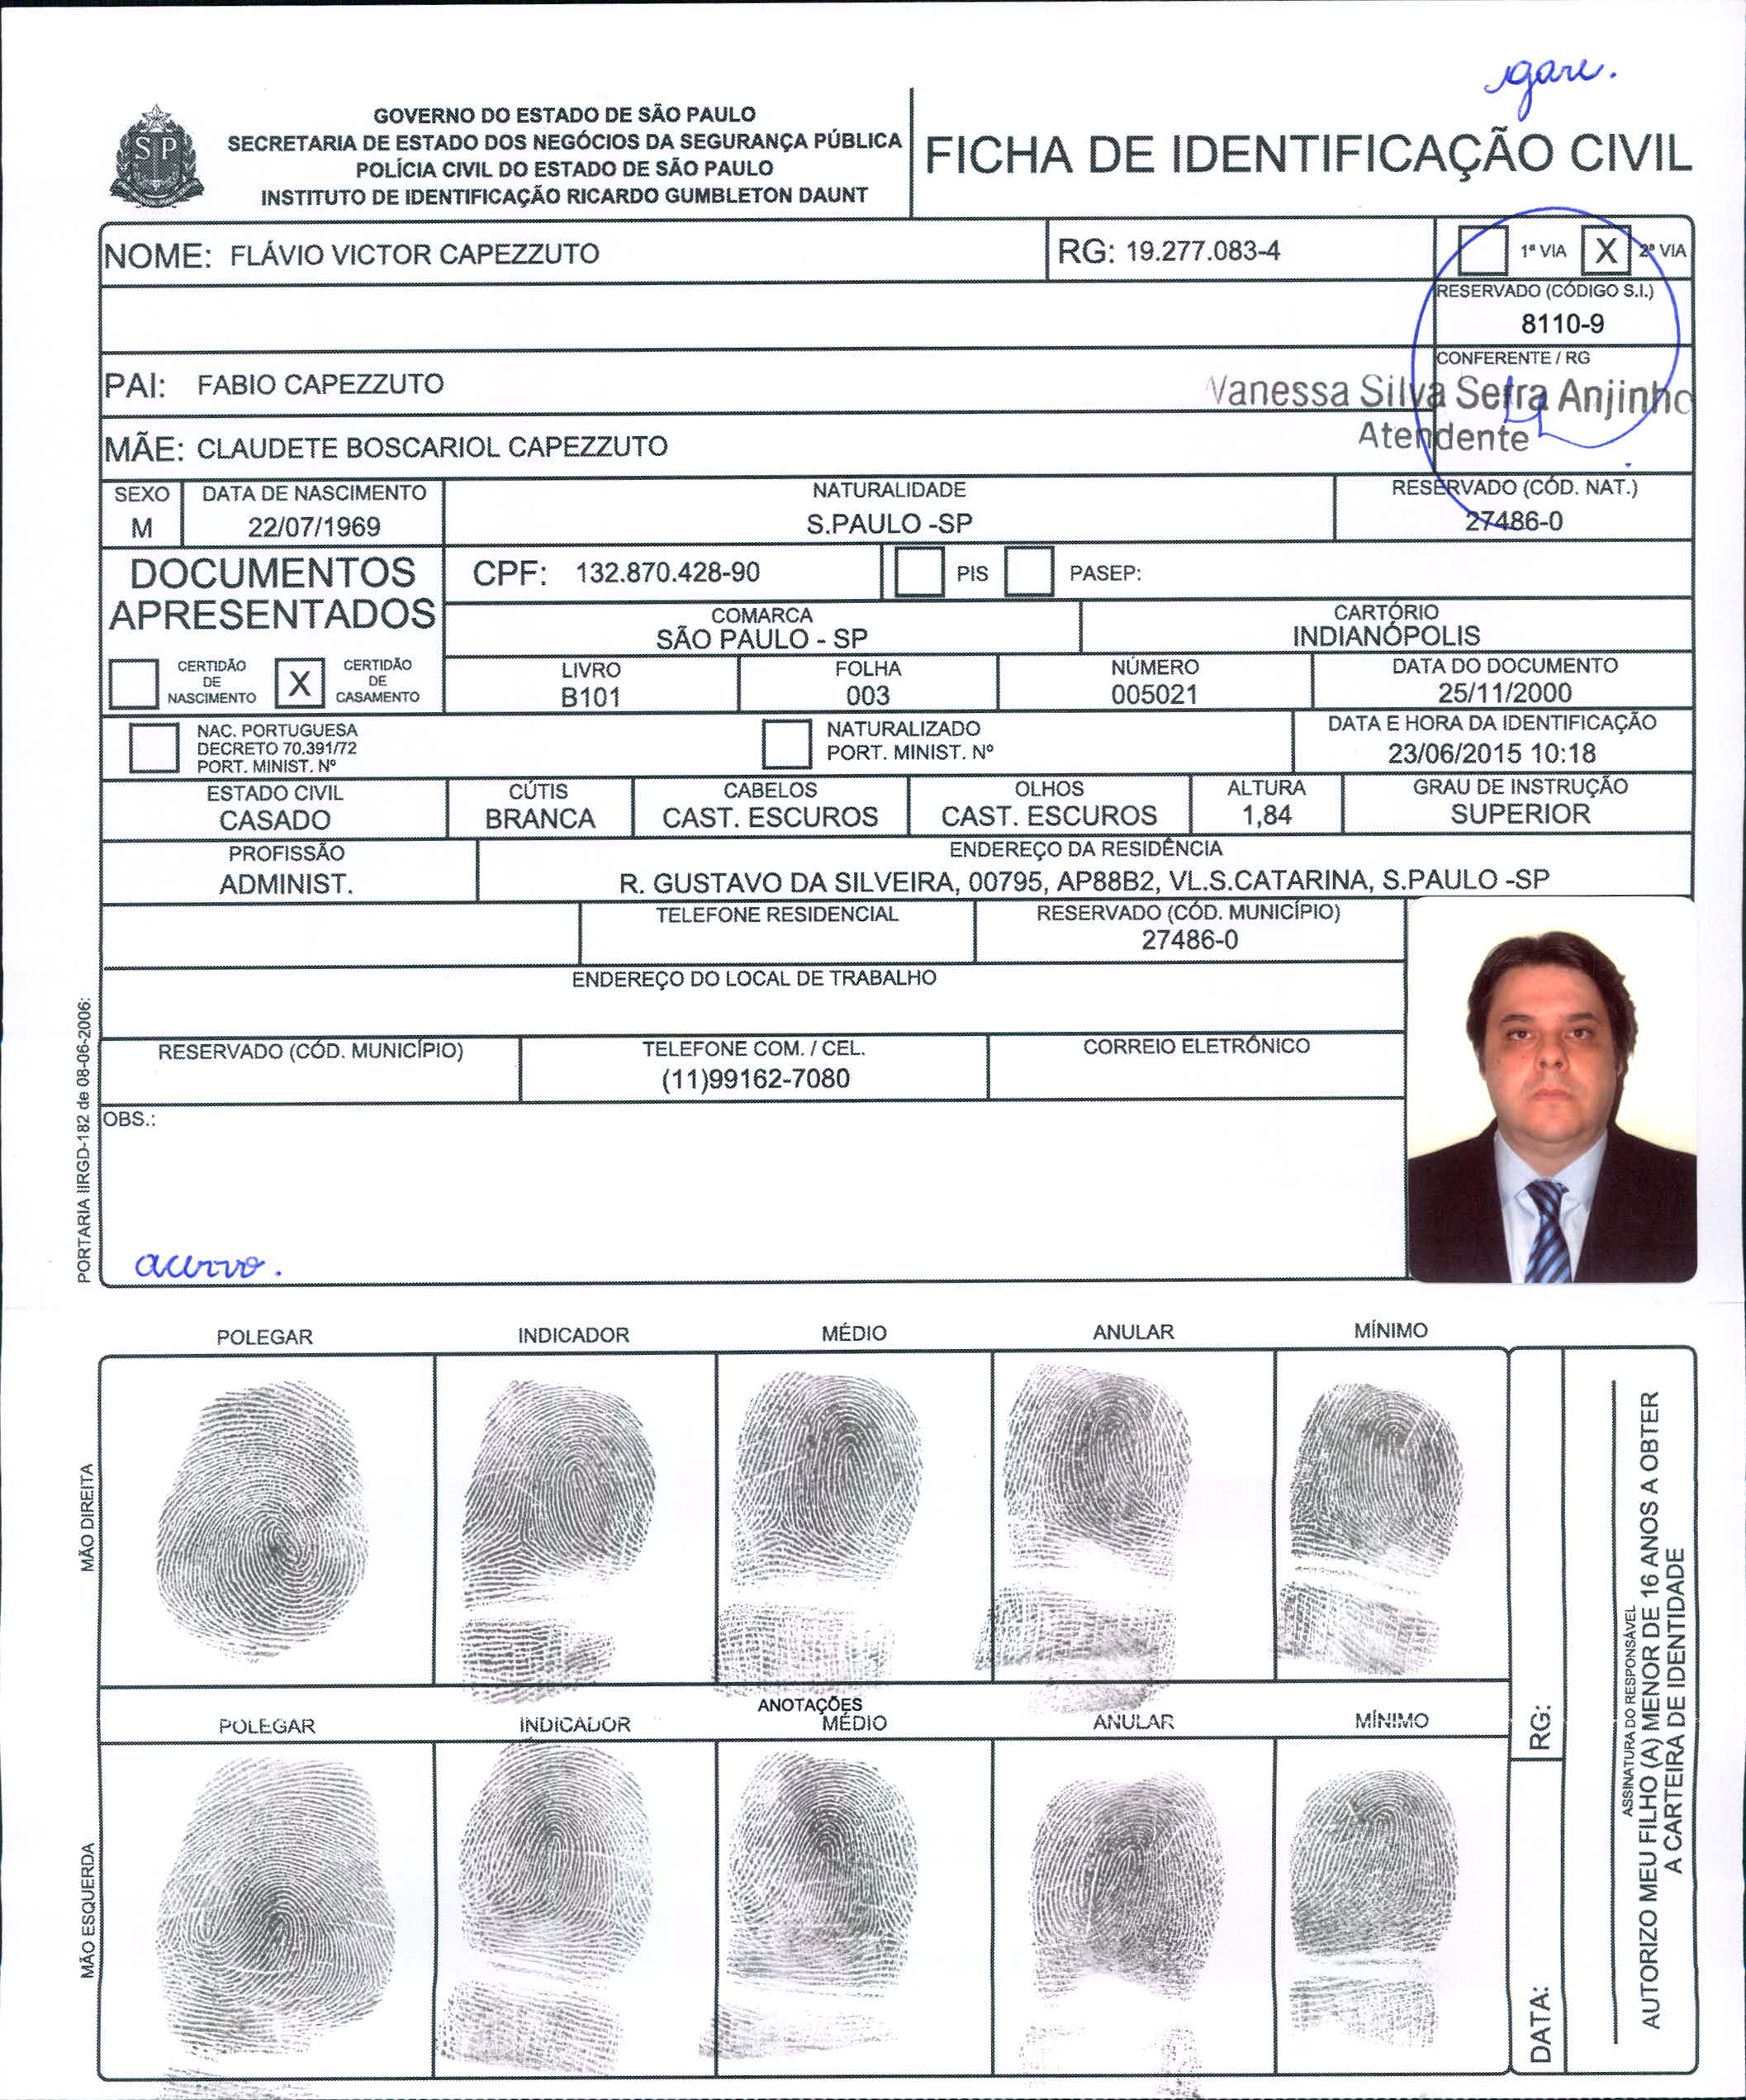 gare.
GOVERNO DO ESTADO DE SÃO PAULO
SECRETARIA DE ESTADO DOS NEGÓCIOS DA SEGURANÇA PÚBLICA
POLÍCIA CIVIL DO ESTADO DE SÃO PAULO
INSTITUTO DE IDENTIFICAÇÃO RICARDO GUMBLETON DAUNT
SP
FICHA DE IDENTIFICAÇÃO CIVIL
NOME: FLÁVIO VICTOR CAPEZZUTO
RG: 19.277.083-4
1ª VIA X 2ª VIA
RESERVADO (CÓDIGO S.I.)
8110-9
CONFERENTE / RG
PAI: FABIO CAPEZZUTO
Vanessa Silva Serra Anjinho
Atendente
MÃE: CLAUDETE BOSCARIOL CAPEZZUTO
SEXO
M
DATA DE NASCIMENTO
22/07/1969
NATURALIDADE
S.PAULO -SP
RESERVADO (CÓD. NAT.)
27486-0
DOCUMENTOS
APRESENTADOS
CPF: 132.870.428-90
PIS
PASEP:
COMARCA
SÃO PAULO - SP
CARTÓRIO
INDIANÓPOLIS
CERTIDÃO
DE
NASCIMENTO
X
CERTIDÃO
DE
CASAMENTO
LIVRO
B101
FOLHA
003
NÚMERO
005021
DATA DO DOCUMENTO
25/11/2000
NAC. PORTUGUESA
DECRETO 70.391/72
PORT. MINIST. Nº
NATURALIZADO
PORT. MINIST. Nº
DATA E HORA DA IDENTIFICAÇÃO
23/06/2015 10:18
ESTADO CIVIL
CASADO
CÚTIS
BRANCA
CABELOS
CAST. ESCUROS
OLHOS
CAST. ESCUROS
ALTURA
1,84
GRAU DE INSTRUÇÃO
SUPERIOR
PROFISSÃO
ADMINIST.
ENDEREÇO DA RESIDÊNCIA
R. GUSTAVO DA SILVEIRA, 00795, AP88B2, VL.S.CATARINA, S.PAULO -SP
TELEFONE RESIDENCIAL
RESERVADO (CÓD. MUNICÍPIO)
27486-0
ENDEREÇO DO LOCAL DE TRABALHO
RESERVADO (CÓD. MUNICÍPIO)
TELEFONE COM. / CEL.
(11)99162-7080
CORREIO ELETRÔNICO
OBS.:
acervo.
PORTARIA IIRGD-182 de 08-06-2006:
POLEGAR INDICADOR MÉDIO ANULAR MÍNIMO
MÃO DIREITA
ANOTAÇÕES
POLEGAR INDICADOR MÉDIO ANULAR MÍNIMO
MÃO ESQUERDA
RG:
DATA:
ASSINATURA DO RESPONSÁVEL
AUTORIZO MEU FILHO (A) MENOR DE 16 ANOS A OBTER
A CARTEIRA DE IDENTIDADE